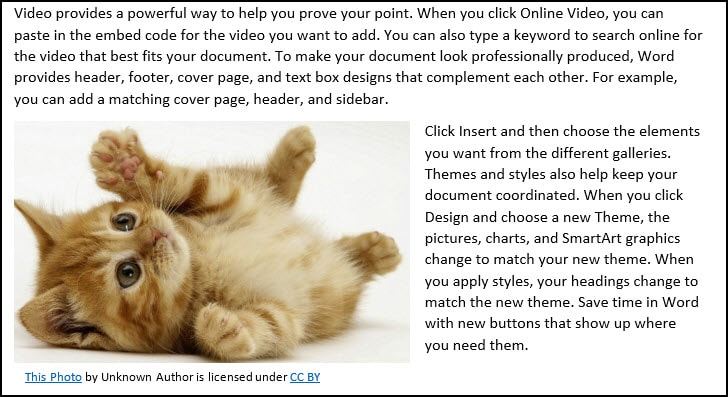 Video provides a powerful way to help you prove your point. When you click Online Video, you can
paste in the embed code for the video you want to add. You can also type a keyword to search online for
the video that best fits your document. To make your document look professionally produced, Word
provides header, footer, cover page, and text box designs that complement each other. For example,
you can add a matching cover page, header, and sidebar.
Click Insert and then choose the elements
you want from the different galleries.
Themes and styles also help keep your
document coordinated. When you click
Design and choose a new Theme, the
pictures, charts, and SmartArt graphics
change to match your new theme. When
you apply styles, your headings change to
match the new theme. Save time in Word
with new buttons that show up where
you need them.
This Photo by Unknown Author is licensed under CC BY